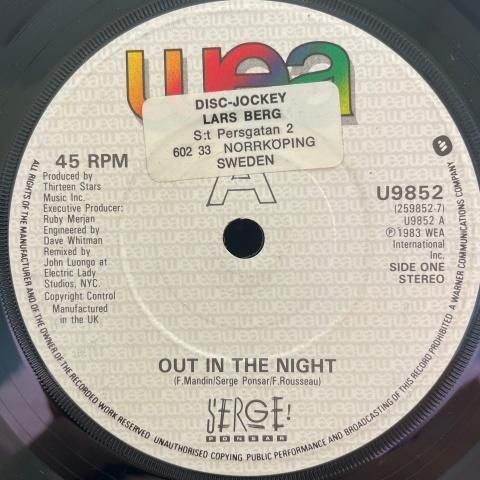 wea
DISC-JOCKEY
LARS BERG
S:t Persgatan 2
602 33 NORRKÖPING
SWEDEN
A
45 RPM
Produced by
Thirteen Stars
Music Inc.
Executive Producer:
Ruby Merjan
Engineered by
Dave Whitman
Remixed by
John Luongo at
Electric Lady
Studios, NYC.
Copyright Control
Manufactured
in the UK
U9852
(259852-7)
U9852 A
Ⓟ 1983 WEA
International
Inc.
SIDE ONE
STEREO
OUT IN THE NIGHT
(F.Mandin/Serge Ponsar/F.Rousseau)
SERGE!
PONSAR
ALL RIGHTS OF THE MANUFACTURER AND OF THE OWNER OF THE RECORDED WORK RESERVED UNAUTHORISED COPYING PUBLIC PERFORMANCE AND BROADCASTING OF THIS RECORD PROHIBITED A WARNER COMMUNICATIONS COMPANY